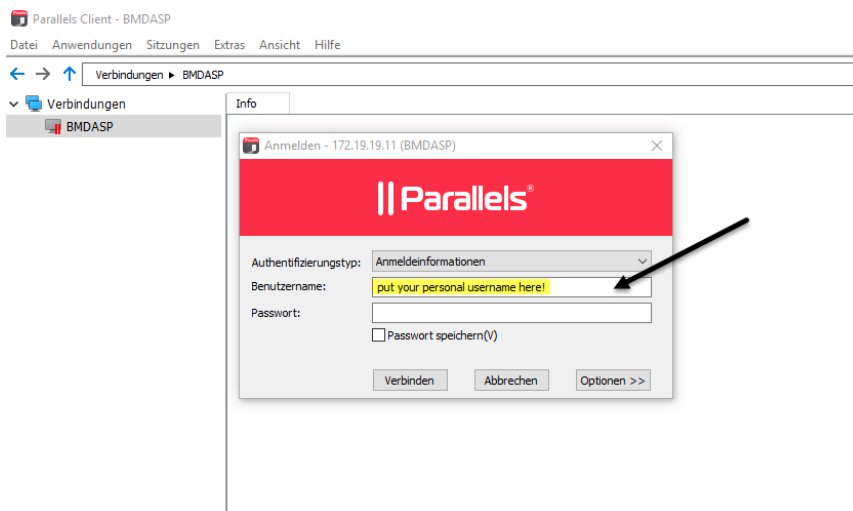 Parallels Client - BMDASP
Datei Anwendungen Sitzungen Extras Ansicht Hilfe
Verbindungen ▸ BMDASP
Verbindungen
BMDASP
Info
Anmelden - 172.19.19.11 (BMDASP)
Parallels®
Authentifizierungstyp: Anmeldeinformationen
Benutzername: put your personal username here!
Passwort:
Passwort speichern(V)
Verbinden Abbrechen Optionen >>